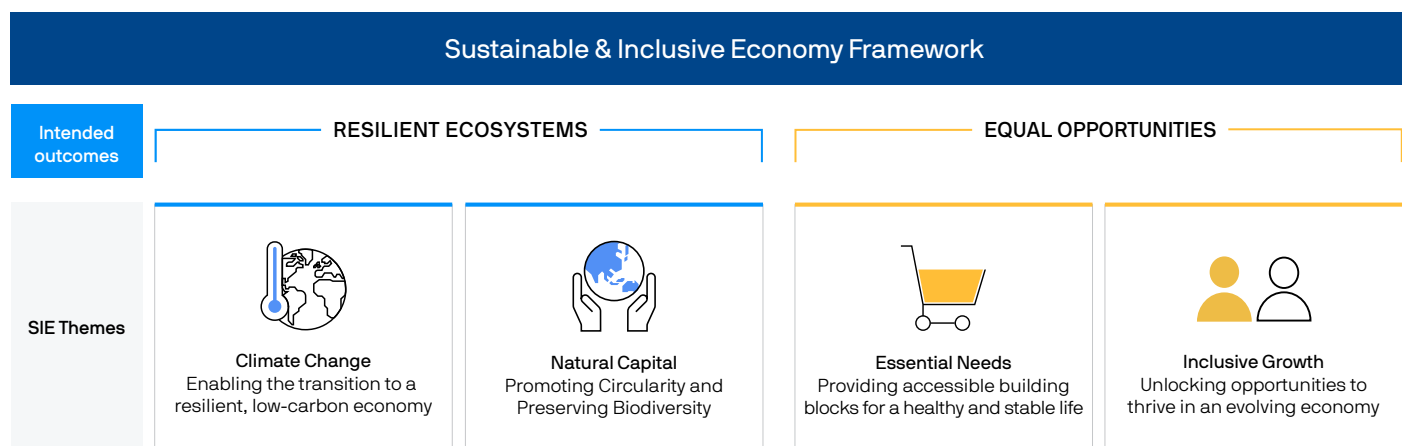 Sustainable & Inclusive Economy Framework
Intended
outcomes
RESILIENT ECOSYSTEMS
EQUAL OPPORTUNITIES
SIE Themes
Climate Change
Enabling the transition to a
resilient, low-carbon economy
Natural Capital
Promoting Circularity and
Preserving Biodiversity
Essential Needs
Providing accessible building
blocks for a healthy and stable life
Inclusive Growth
Unlocking opportunities to
thrive in an evolving economy